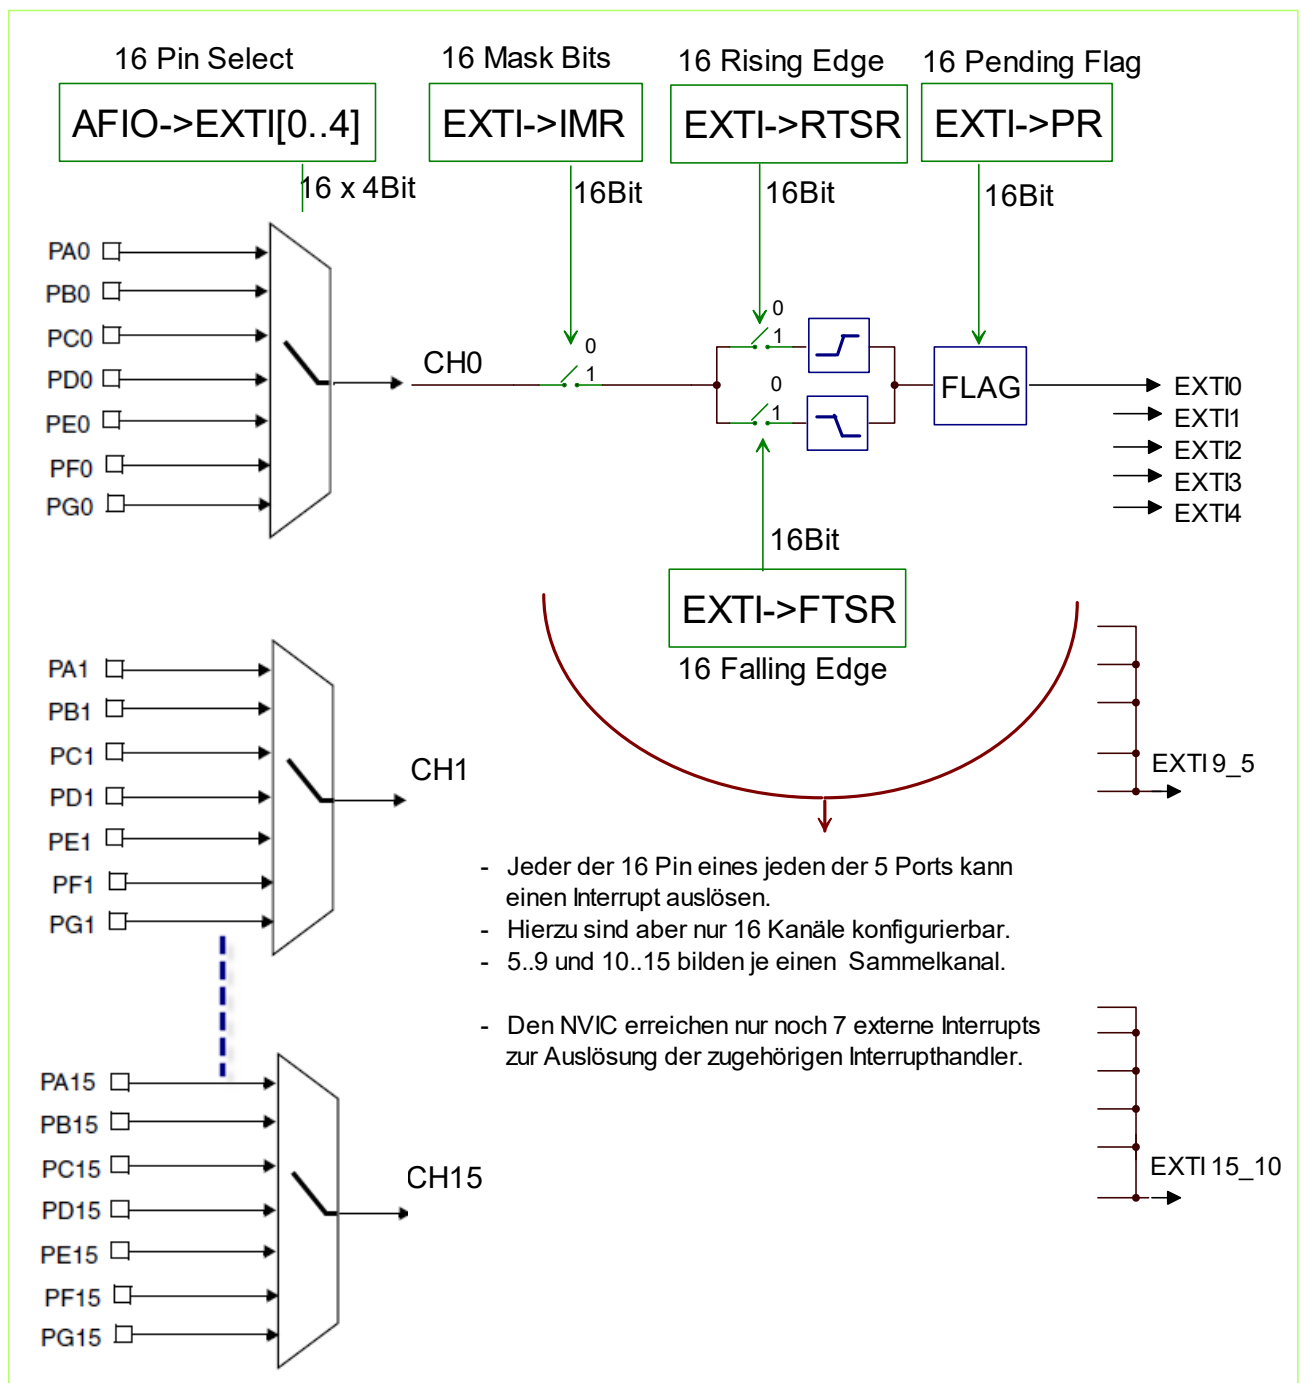 16 Pin Select
16 Mask Bits
16 Rising Edge
16 Pending Flag
AFIO->EXTI[0..4]
EXTI->IMR
EXTI->RTSR
EXTI->PR
16 x 4Bit
16Bit
16Bit
16Bit
PA0
PB0
PC0
PD0
PE0
PF0
PG0
CH0
0
1
0
1
0
1
FLAG
EXTI0
EXTI1
EXTI2
EXTI3
EXTI4
16Bit
EXTI->FTSR
16 Falling Edge
PA1
PB1
PC1
PD1
PE1
PF1
PG1
CH1
EXTI9_5
- Jeder der 16 Pin eines jeden der 5 Ports kann
einen Interrupt auslösen.
- Hierzu sind aber nur 16 Kanäle konfigurierbar.
- 5..9 und 10..15 bilden je einen Sammelkanal.
- Den NVIC erreichen nur noch 7 externe Interrupts
zur Auslösung der zugehörigen Interrupthandler.
PA15
PB15
PC15
PD15
PE15
PF15
PG15
CH15
EXTI15_10